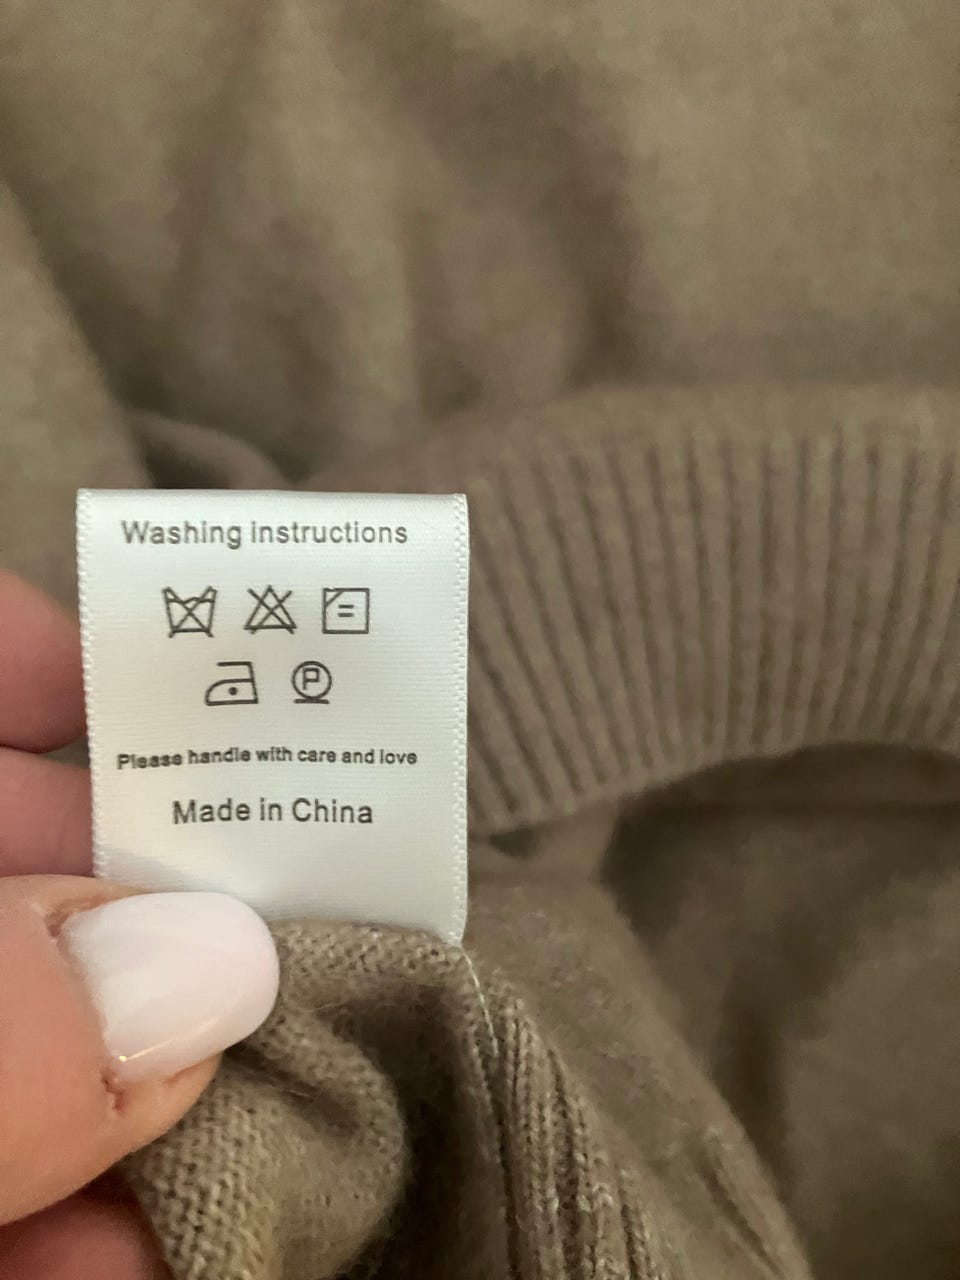 Washing instructions
P
Please handle with care and love
Made in China